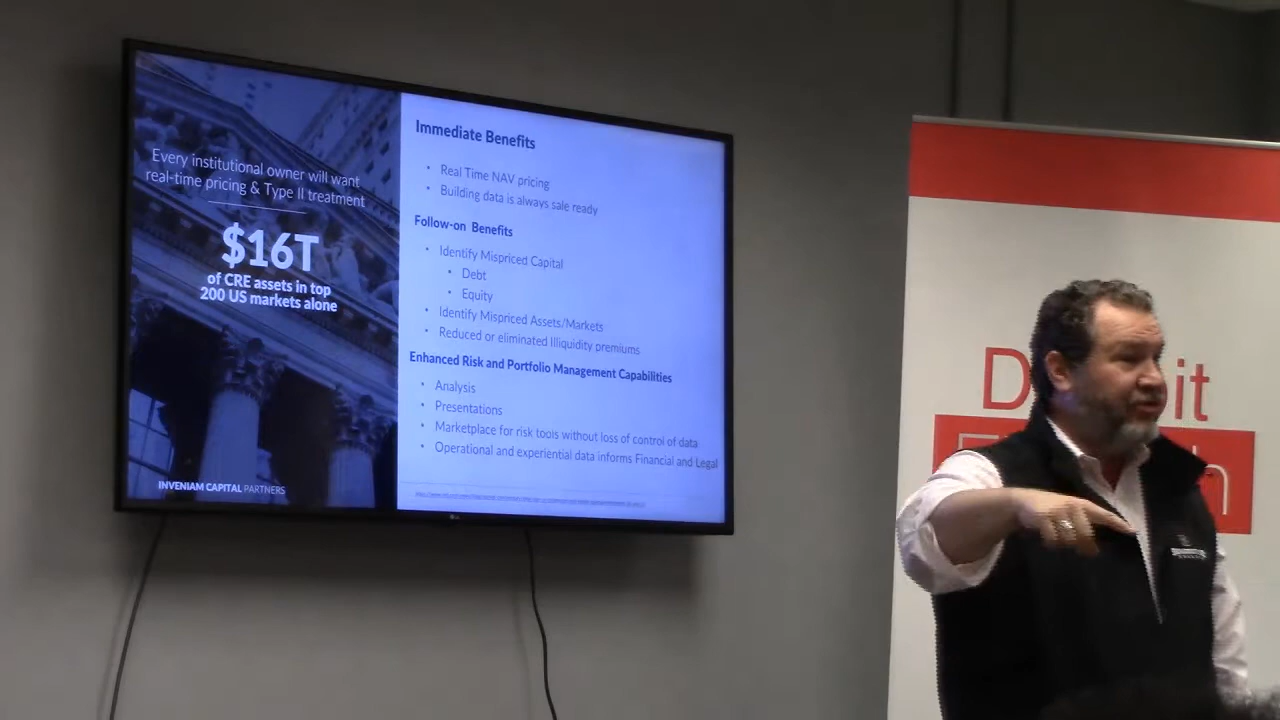 Every institutional owner will want
real-time pricing & Type II treatment
$16T
of CRE assets in top
200 US markets alone
INVENIAM CAPITAL PARTNERS
Immediate Benefits
Real Time NAV pricing
Building data is always sale ready
Follow-on Benefits
Identify Mispriced Capital
Debt
Equity
Identify Mispriced Assets/Markets
Reduced or eliminated Illiquidity premiums
Enhanced Risk and Portfolio Management Capabilities
Analysis
Presentations
Marketplace for risk tools without loss of control of data
Operational and experiential data informs Financial and Legal
LG
D
it
h